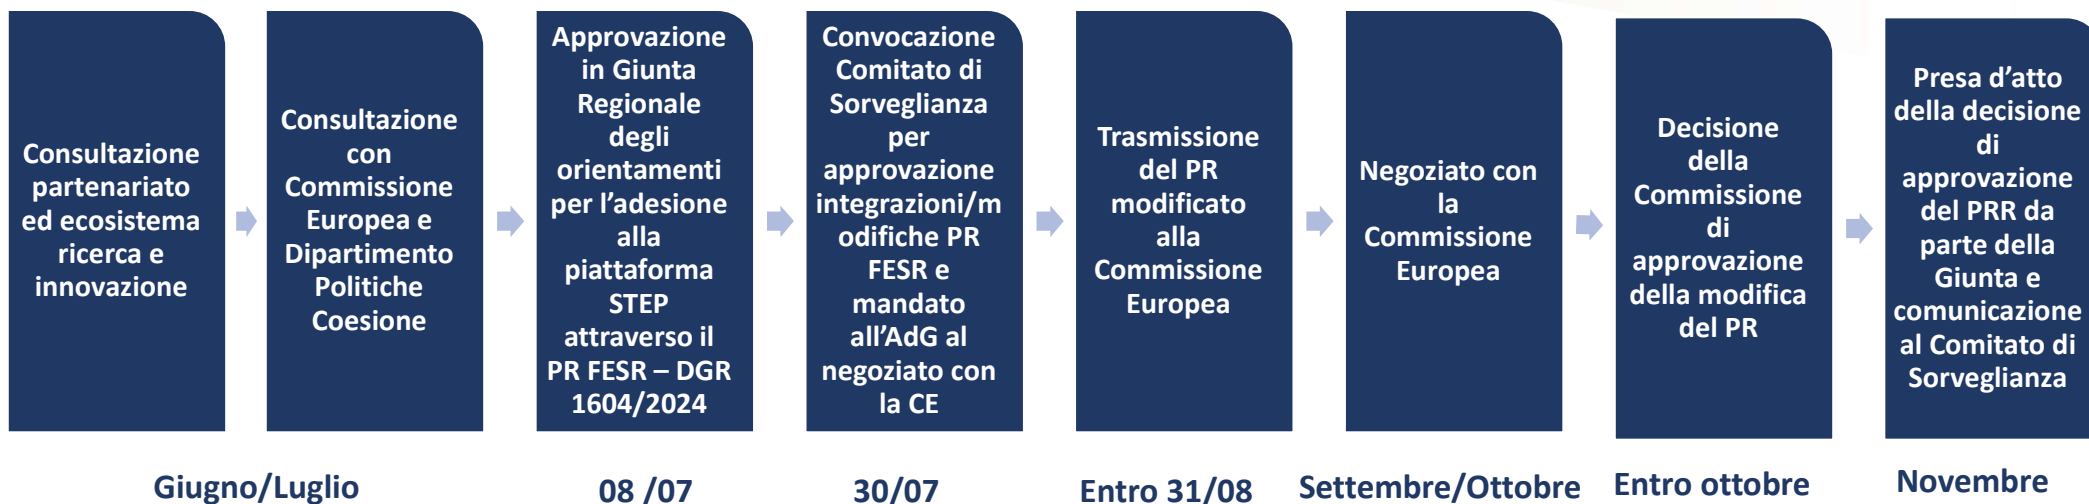 Consultazione
partenariato
ed ecosistema
ricerca e
innovazione
Consultazione
con
Commissione
Europea e
Dipartimento
Politiche
Coesione
Approvazione
in Giunta
Regionale
degli
orientamenti
per l'adesione
alla
piattaforma
STEP
attraverso il
PR FESR – DGR
1604/2024
Convocazione
Comitato di
Sorveglianza
per
approvazione
integrazioni/m
odifiche PR
FESR e
mandato
all'AdG al
negoziato con
la CE
Trasmissione
del PR
modificato
alla
Commissione
Europea
Negoziato con
la
Commissione
Europea
Decisione
della
Commissione
di
approvazione
della modifica
del PR
Presa d'atto
della decisione
di
approvazione
del PRR da
parte della
Giunta e
comunicazione
al Comitato di
Sorveglianza
Giugno/Luglio
08 /07
30/07
Entro 31/08
Settembre/Ottobre
Entro ottobre
Novembre